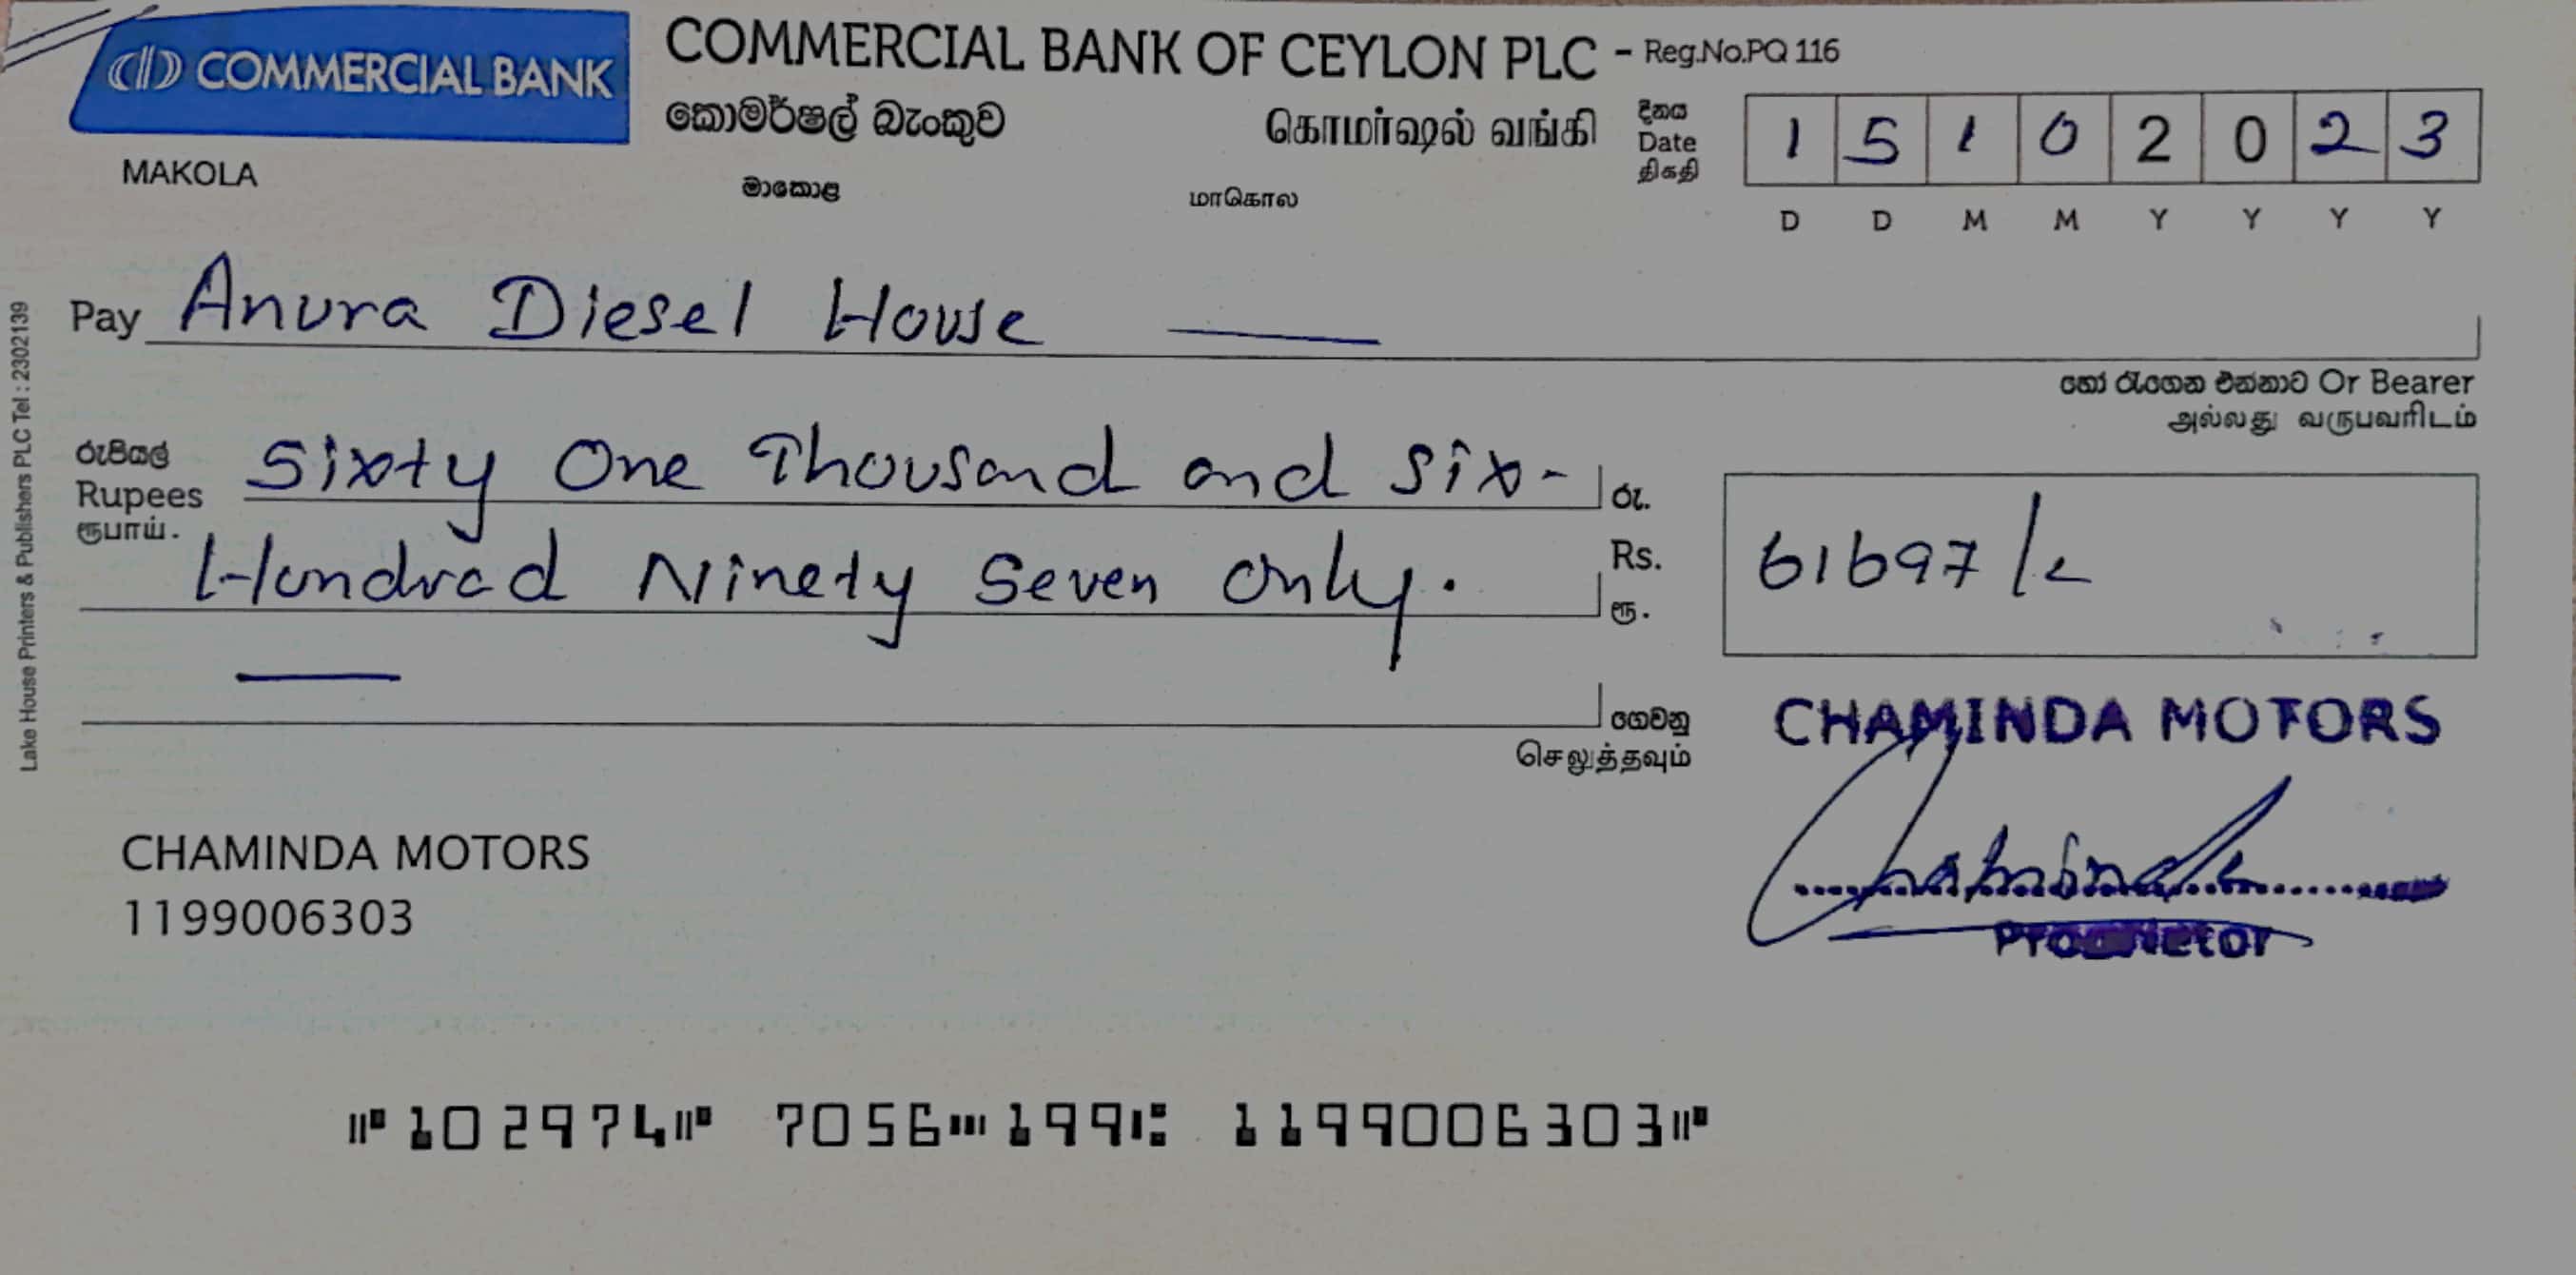 COMMERCIAL BANK
COMMERCIAL BANK OF CEYLON PLC - Reg.No.PQ 116
කොමර්ෂල් බැංකුව கொமர்ஷல் வங்கி
MAKOLA මාකොළ மாகொல
දිනය
Date
திகதி
1 5 1 0 2 0 2 3
D D M M Y Y Y Y
Pay Anura Diesel House
හෝ රැගෙන එන්නාට Or Bearer
அல்லது வருபவரிடம்
රුපියල්
Rupees
ரூபாய்.
Sixty One Thousand and Six-
Hundred Ninety Seven only.
රු.
Rs.
ரூ.
61697/-
ගෙවනු
செலுத்தவும்
CHAMINDA MOTORS
Chaminda
Proprietor
CHAMINDA MOTORS
1199006303
Lake House Printers & Publishers PLC Tel : 2302139
⑈102974⑈ 7056⑉199⑆ 1199006303⑈